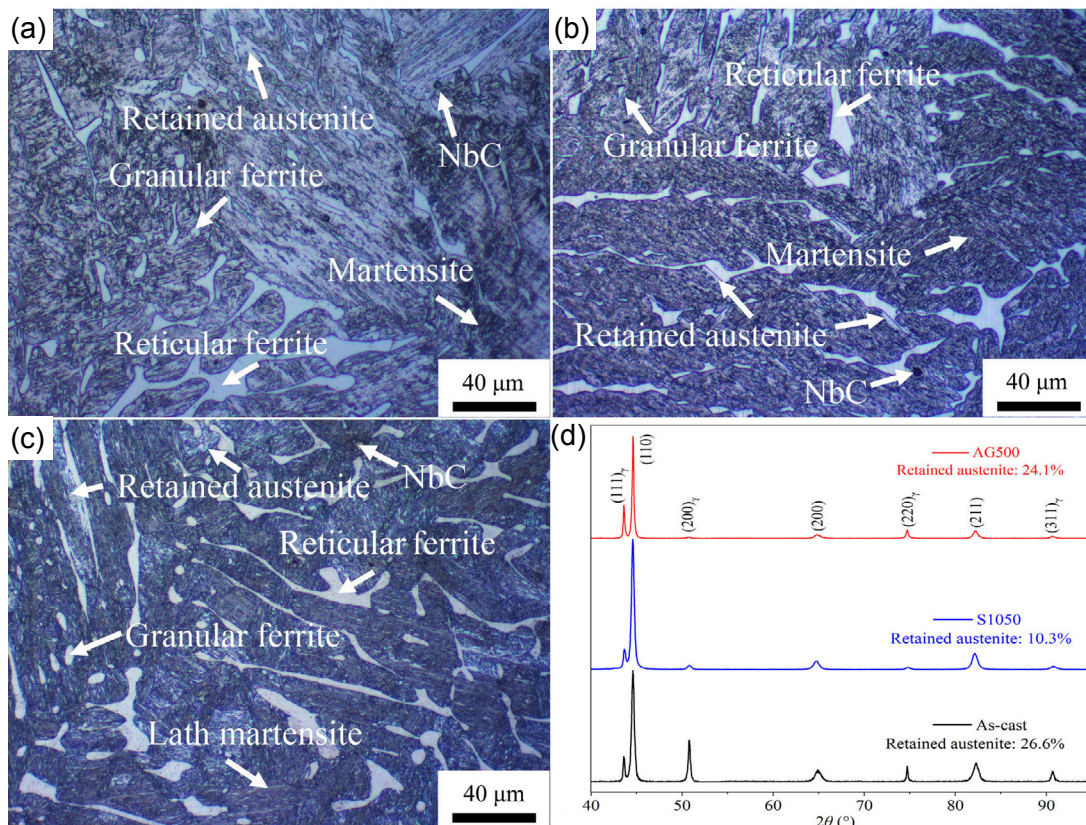 (a)
Retained austenite
NbC
Granular ferrite
Martensite
Reticular ferrite
40 μm
(b)
Reticular ferrite
Granular ferrite
Martensite
Retained austenite
NbC
40 μm
(c)
Retained austenite
NbC
Reticular ferrite
Granular ferrite
Lath martensite
40 μm
(d)
AG500
Retained austenite: 24.1%
(111)γ
(110)
(200)γ
(200)
(220)γ
(211)
(311)γ
S1050
Retained austenite: 10.3%
As-cast
Retained austenite: 26.6%
40 50 60 70 80 90
2θ (°)